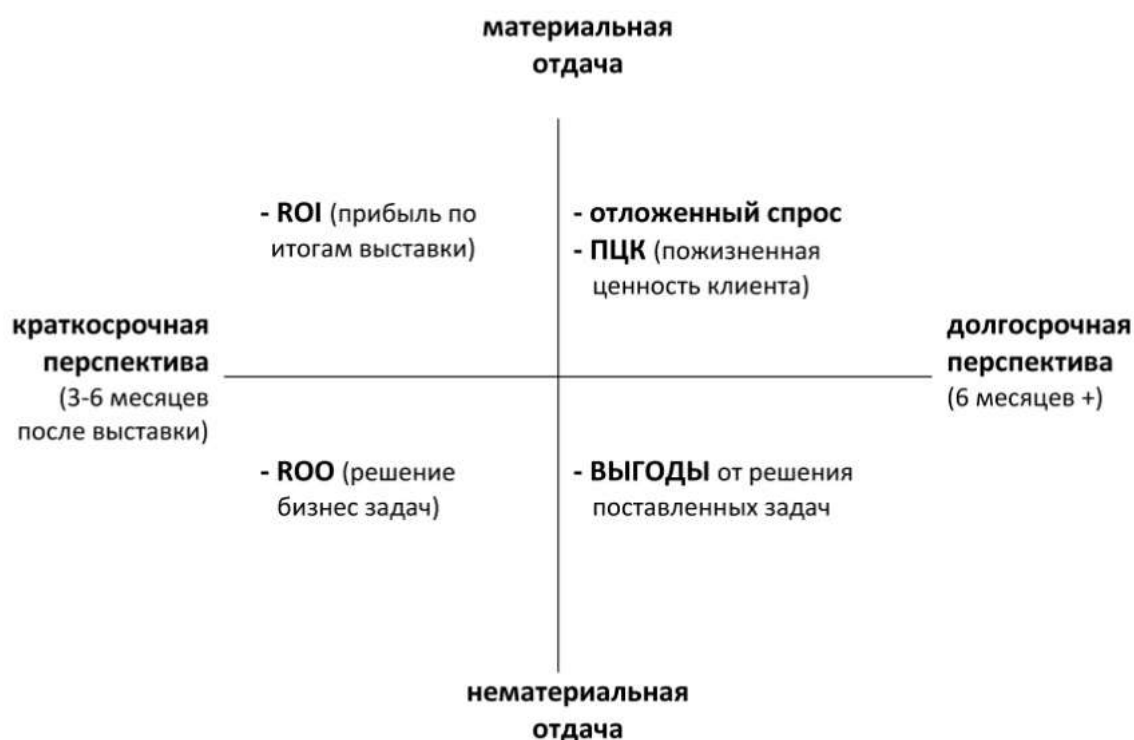 материальная
отдача
- ROI (прибыль по
итогам выставки)
- отложенный спрос
- ПЦК (пожизненная
ценность клиента)
краткосрочная
перспектива
(3-6 месяцев
после выставки)
долгосрочная
перспектива
(6 месяцев +)
- ROO (решение
бизнес задач)
- ВЫГОДЫ от решения
поставленных задач
нематериальная
отдача